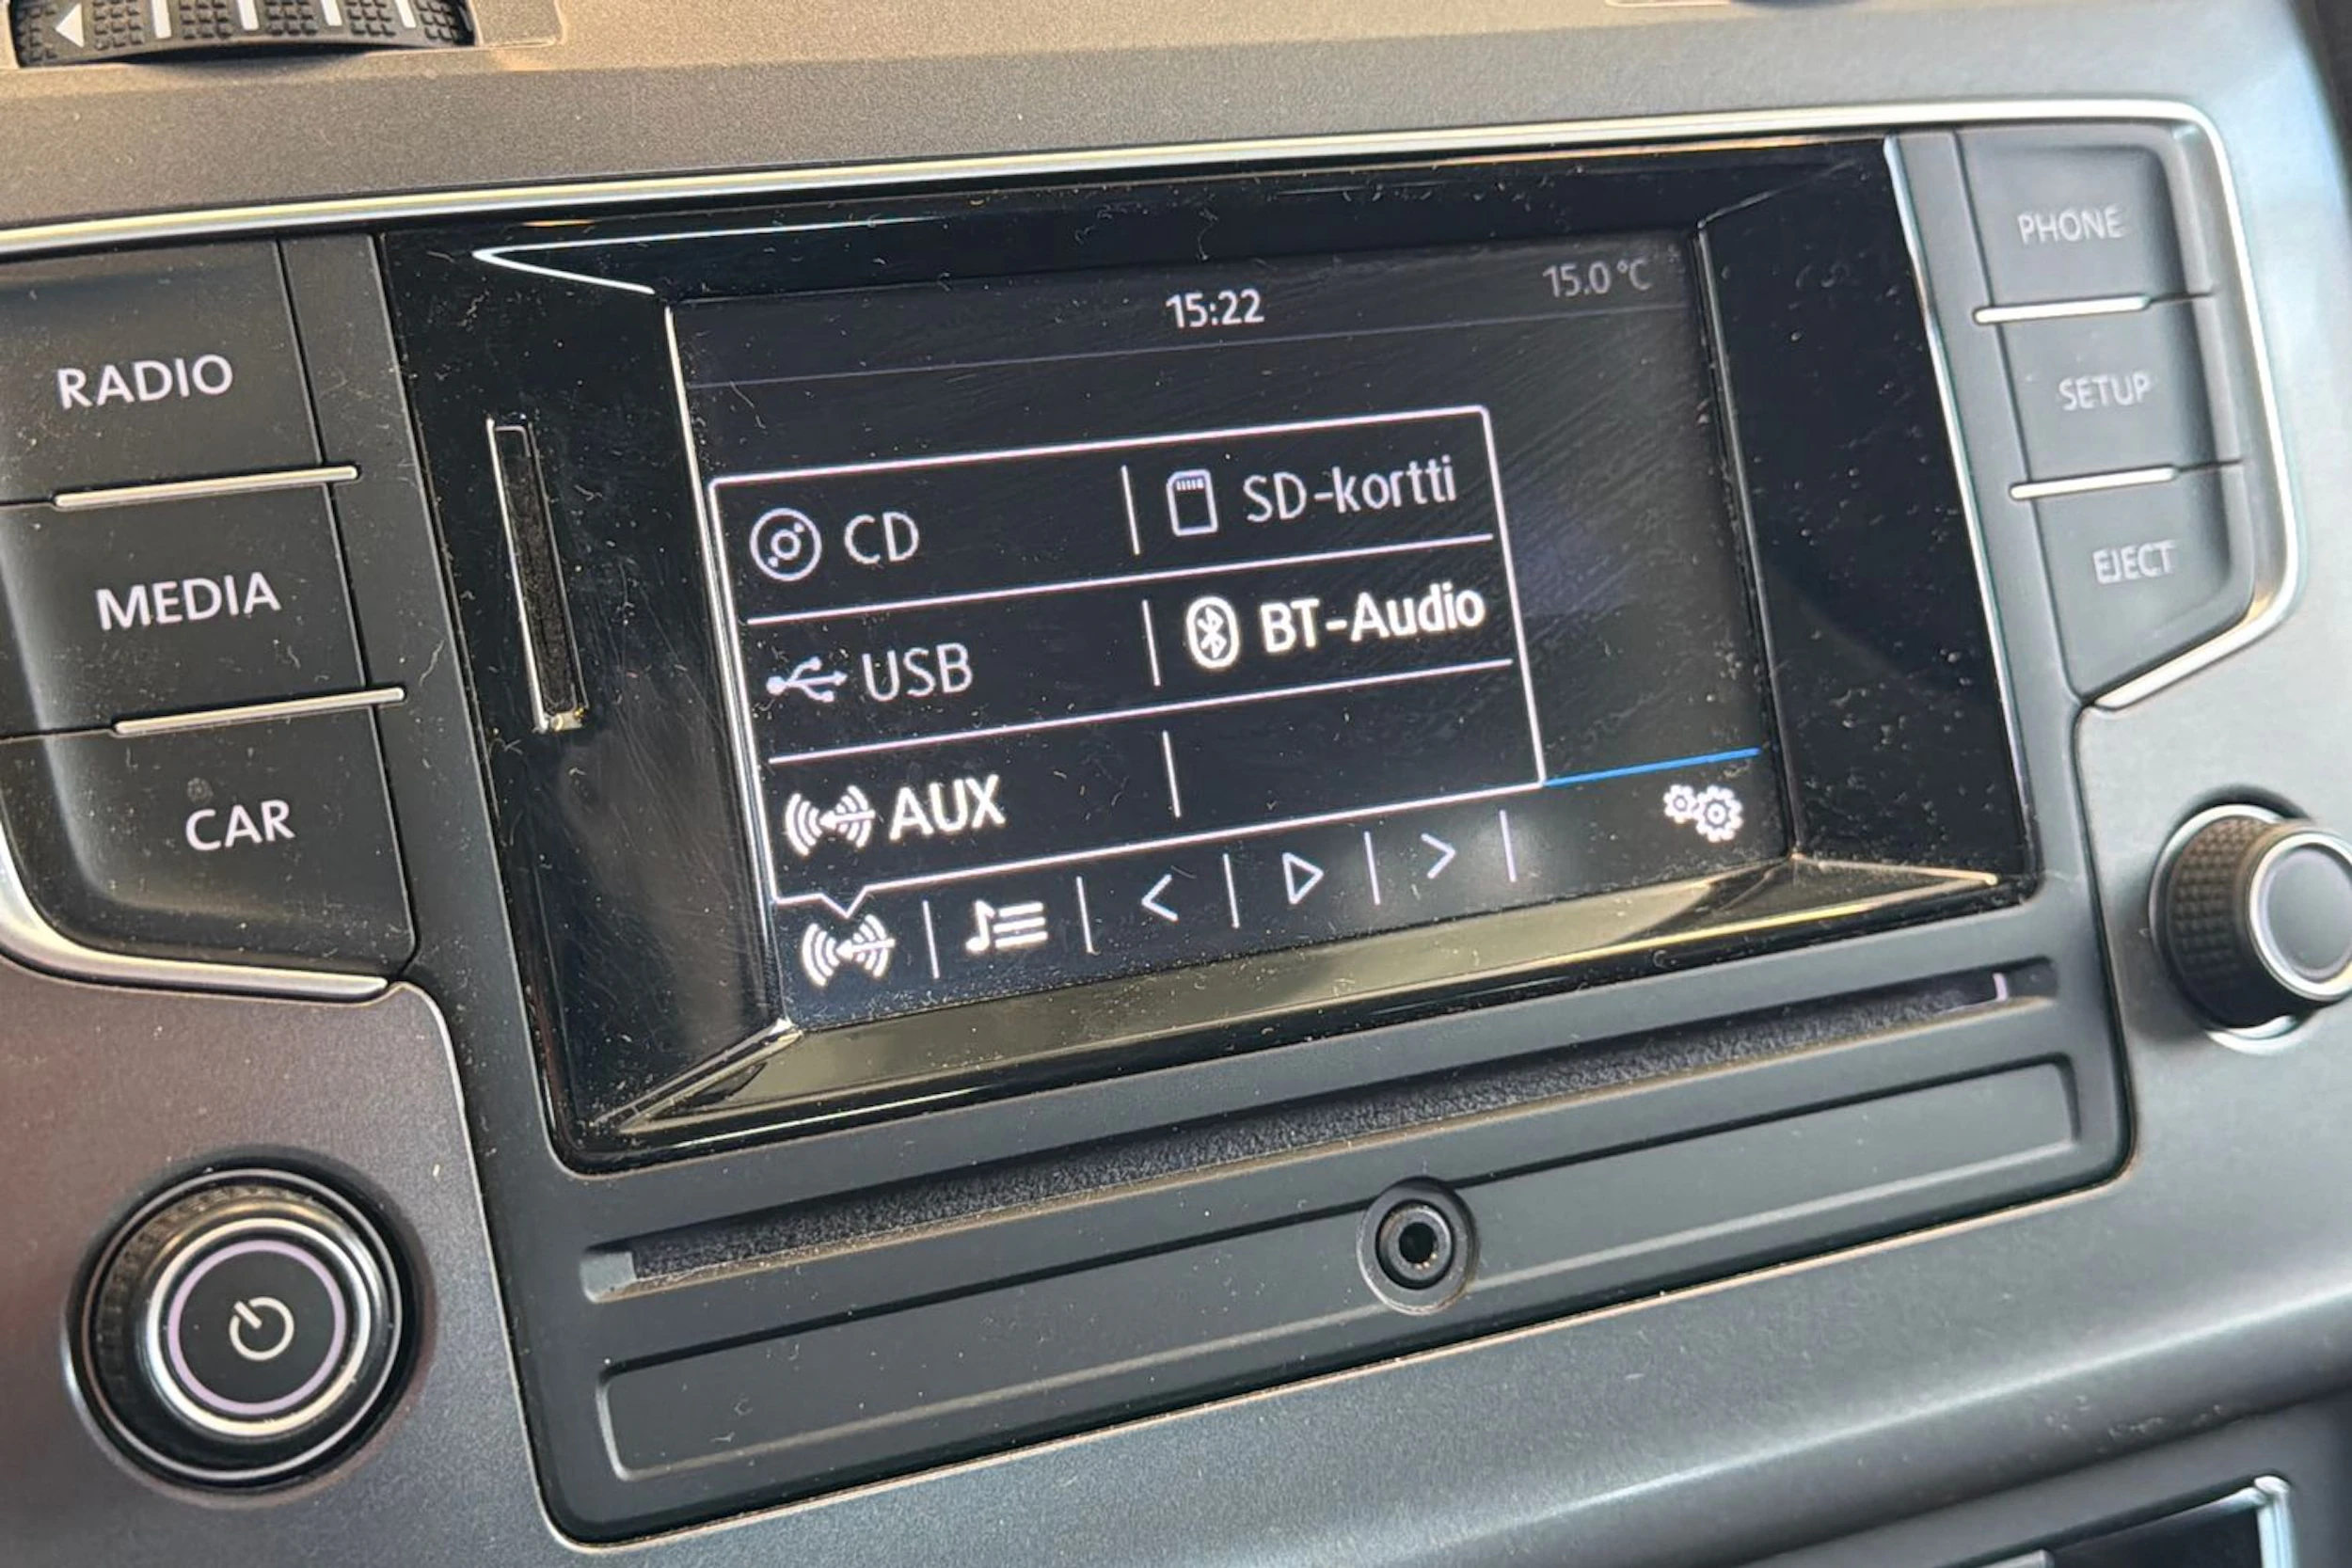 15:22
15.0 °C
RADIO
MEDIA
CAR
CD
SD-kortti
USB
BT-Audio
AUX
PHONE
SETUP
EJECT